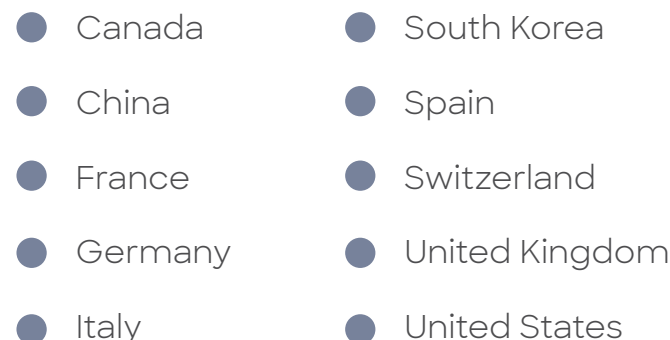 Canada
China
France
Germany
Italy
South Korea
Spain
Switzerland
United Kingdom
United States